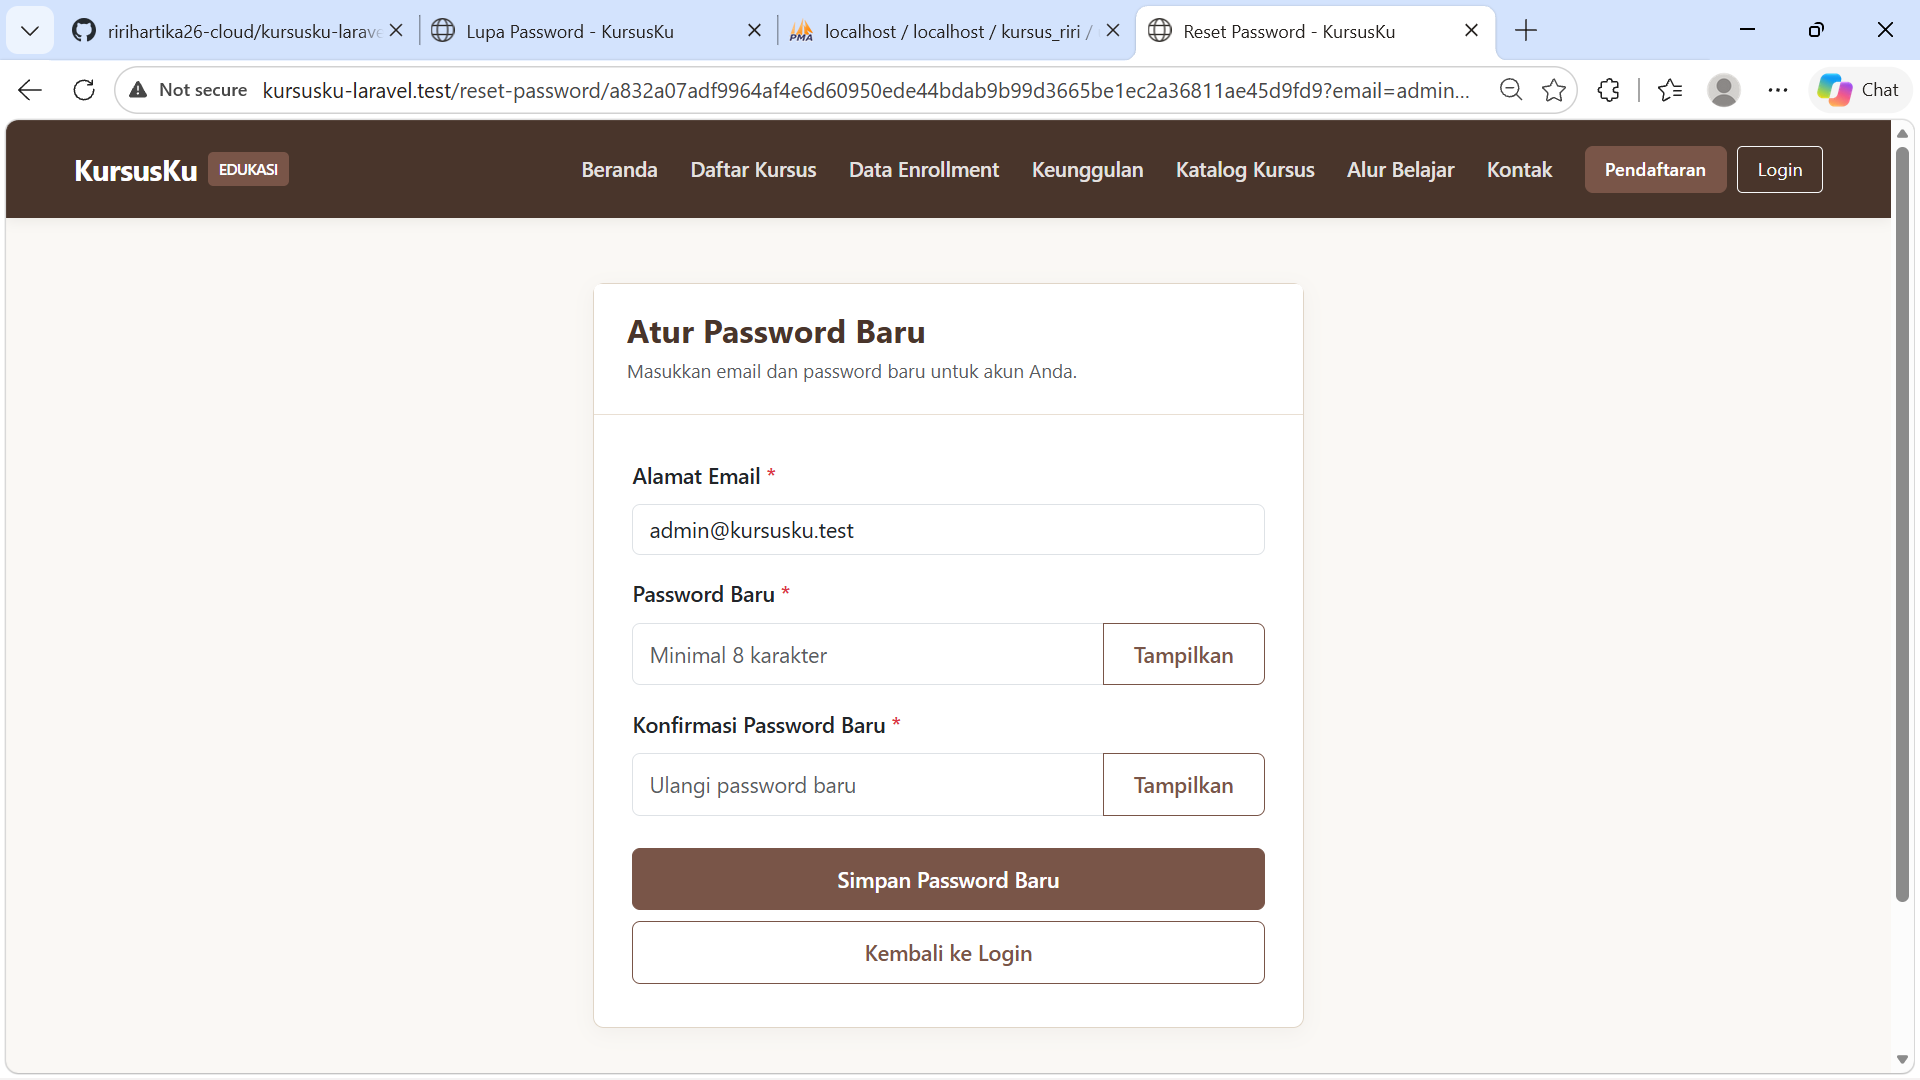 ririhartika26-cloud/kursusku-larave
Lupa Password - KursusKu
localhost / localhost / kursus_riri /
Reset Password - KursusKu
Not secure
kursusku-laravel.test/reset-password/a832a07adf9964af4e6d60950ede44bdab9b99d3665be1ec2a36811ae45d9fd9?email=admin...
Chat
KursusKu
EDUKASI
Beranda
Daftar Kursus
Data Enrollment
Keunggulan
Katalog Kursus
Alur Belajar
Kontak
Pendaftaran
Login
Atur Password Baru
Masukkan email dan password baru untuk akun Anda.
Alamat Email *
admin@kursusku.test
Password Baru *
Minimal 8 karakter
Tampilkan
Konfirmasi Password Baru *
Ulangi password baru
Tampilkan
Simpan Password Baru
Kembali ke Login